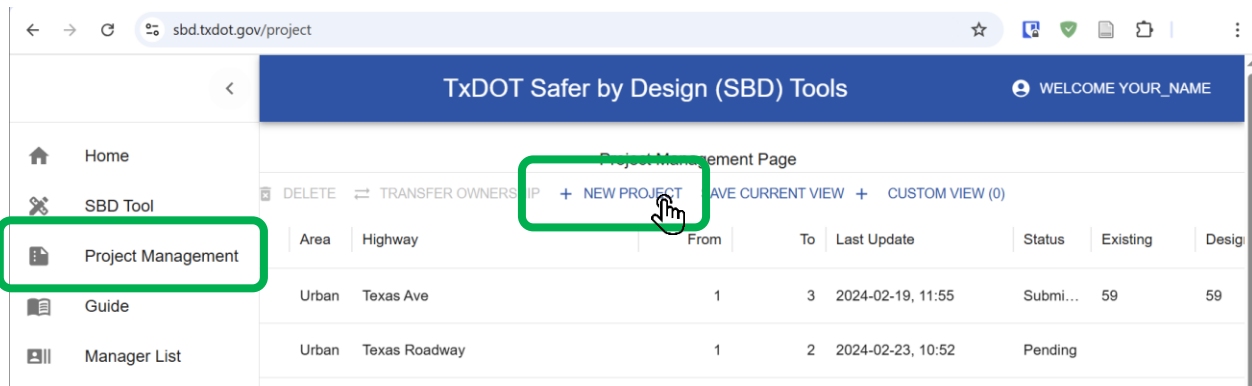 sbd.txdot.gov/project
TxDOT Safer by Design (SBD) Tools
WELCOME YOUR_NAME
Home
SBD Tool
Project Management
Guide
Manager List
Project Management Page
DELETE TRANSFER OWNERSHIP + NEW PROJECT SAVE CURRENT VIEW + CUSTOM VIEW (0)
Area Highway From To Last Update Status Existing Desig
Urban Texas Ave 1 3 2024-02-19, 11:55 Submi... 59 59
Urban Texas Roadway 1 2 2024-02-23, 10:52 Pending